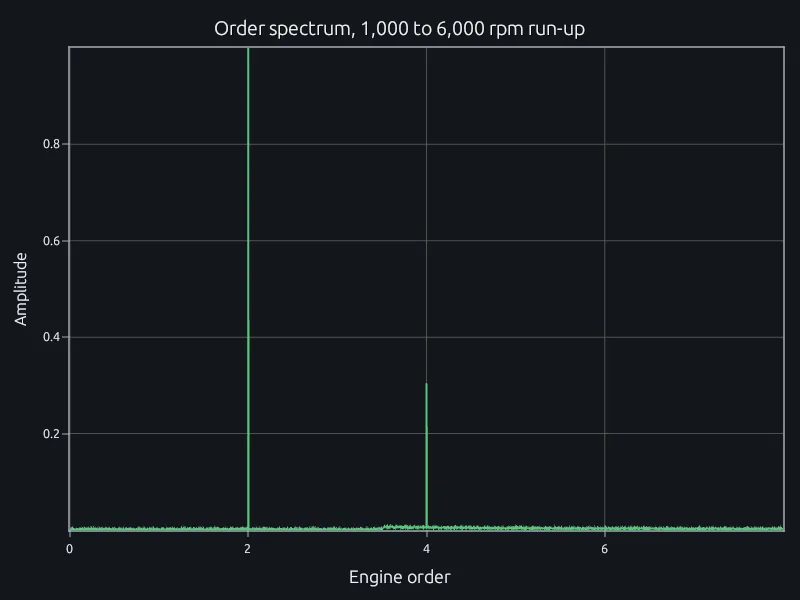 Order spectrum, 1,000 to 6,000 rpm run-up
0.8
0.6
0.4
0.2
Amplitude
0 2 4 6
Engine order